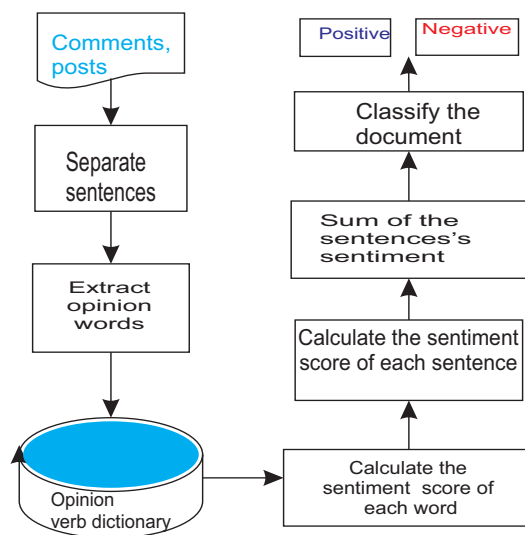 Comments,
posts
Separate
sentences
Extract
opinion
words
Opinion
verb dictionary
Calculate the
sentiment score of
each word
Calculate the sentiment
score of each sentence
Sum of the
sentences's
sentiment
Classify the
document
Positive
Negative